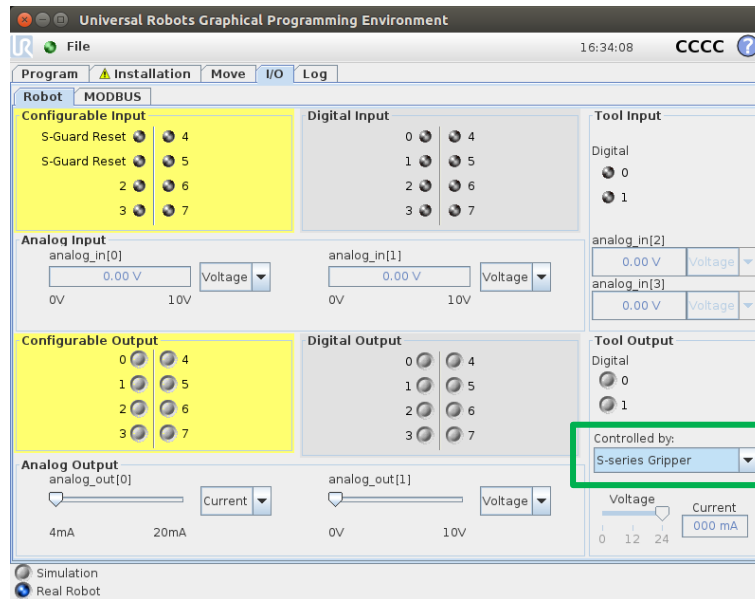 Universal Robots Graphical Programming Environment
UR File 16:34:08 CCCC ?
Program Installation Move I/O Log
Robot MODBUS
Configurable Input
S-Guard Reset 4
S-Guard Reset 5
2 6
3 7
Digital Input
0 4
1 5
2 6
3 7
Tool Input
Digital
0
1
Analog Input
analog_in[0]
0.00 V Voltage
0V 10V
analog_in[1]
0.00 V Voltage
0V 10V
analog_in[2]
0.00 V Voltage
analog_in[3]
0.00 V Voltage
Configurable Output
0 4
1 5
2 6
3 7
Digital Output
0 4
1 5
2 6
3 7
Tool Output
Digital
0
1
Controlled by:
S-series Gripper
Analog Output
analog_out[0]
Current
4mA 20mA
analog_out[1]
Voltage
0V 10V
Voltage
0 12 24
Current
000 mA
Simulation
Real Robot